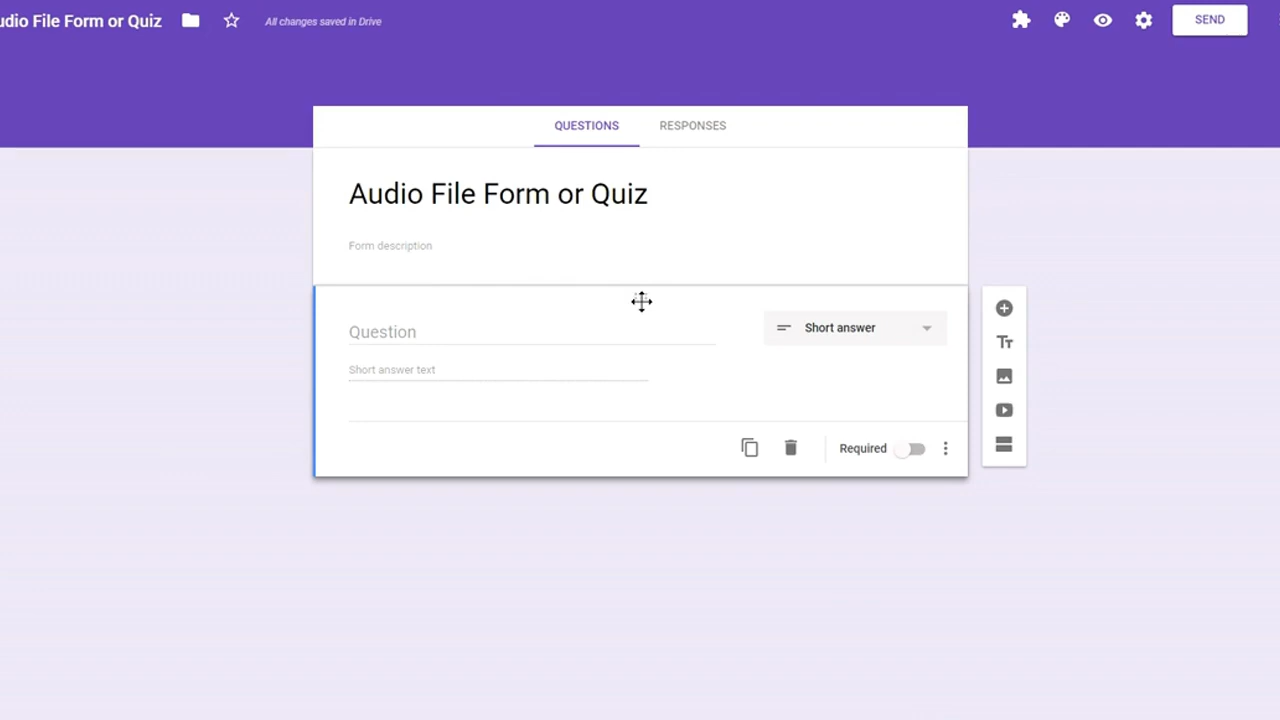 udio File Form or Quiz
All changes saved in Drive
SEND
QUESTIONS
RESPONSES
Audio File Form or Quiz
Form description
Question
Short answer
Short answer text
Required
Tт